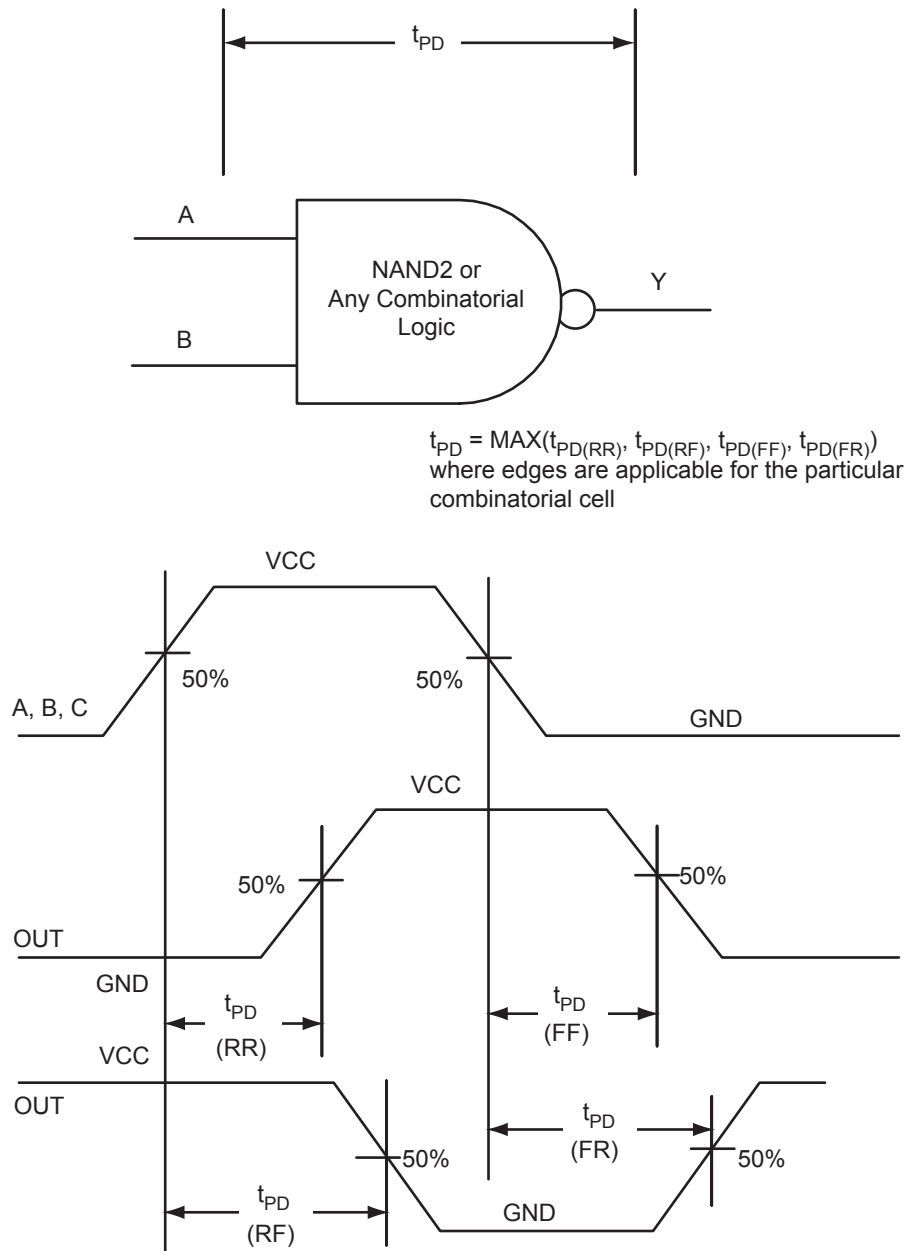 tPD
A
NAND2 or
Any Combinatorial
Logic
Y
B
tPD = MAX(tPD(RR), tPD(RF), tPD(FF), tPD(FR))
where edges are applicable for the particular
combinatorial cell
VCC
50%
50%
A, B, C
GND
VCC
50%
50%
OUT
GND
tPD
(RR)
tPD
(FF)
VCC
OUT
tPD
(FR)
50%
50%
tPD
(RF)
GND